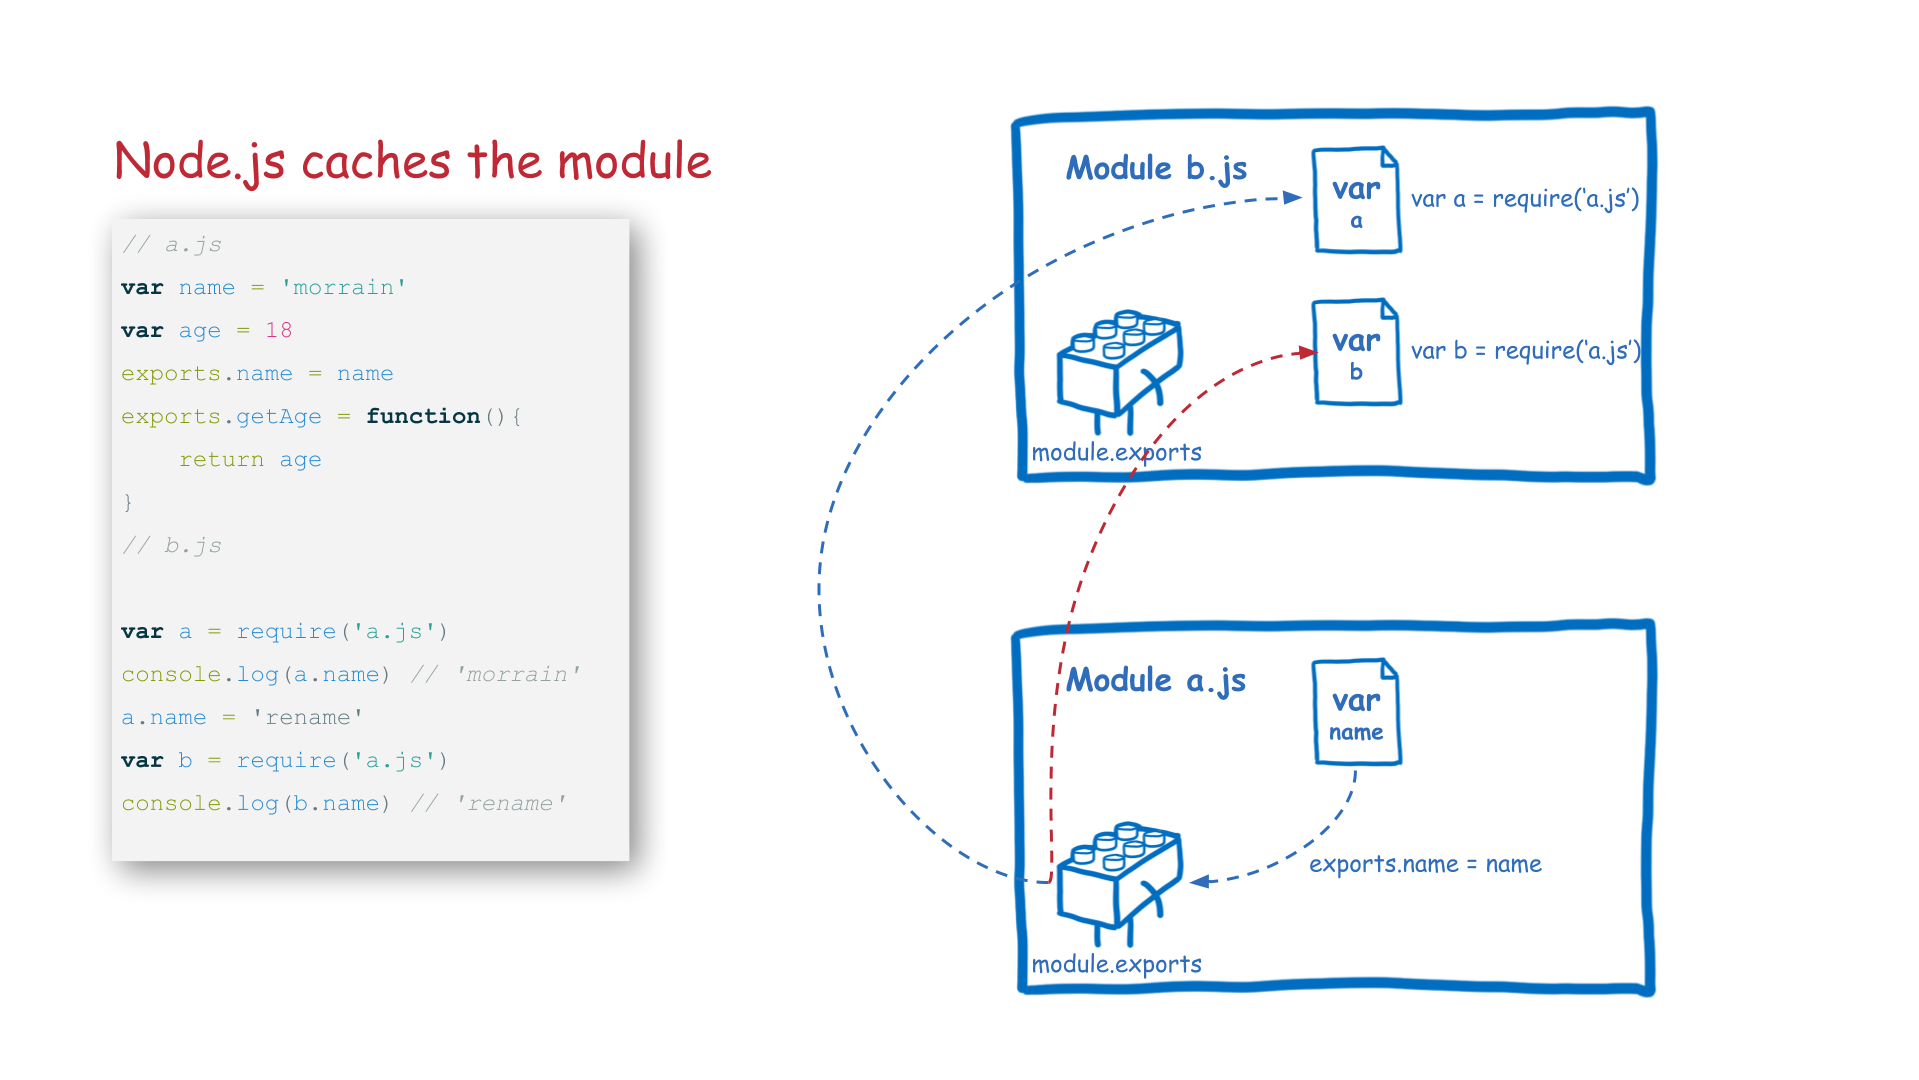 Node.js caches the module
// a.js
var name = 'morrain'
var age = 18
exports.name = name
exports.getAge = function(){
    return age
}
// b.js
var a = require('a.js')
console.log(a.name) // 'morrain'
a.name = 'rename'
var b = require('a.js')
console.log(b.name) // 'rename'
Module b.js
var
a
var a = require(‘a.js’)
var
b
var b = require(‘a.js’)
module.exports
Module a.js
var
name
exports.name = name
module.exports